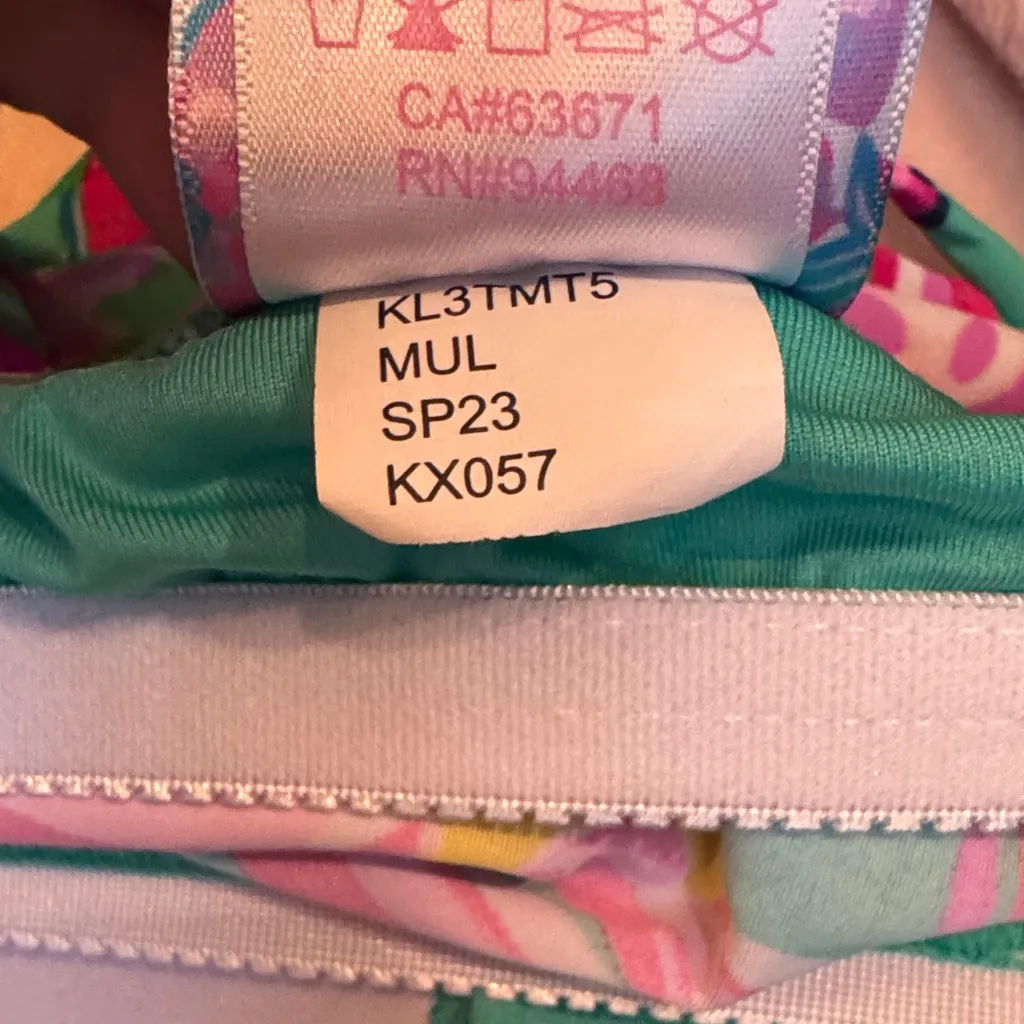 CA#63671
RN#94468
KL3TMT5
MUL
SP23
KX057